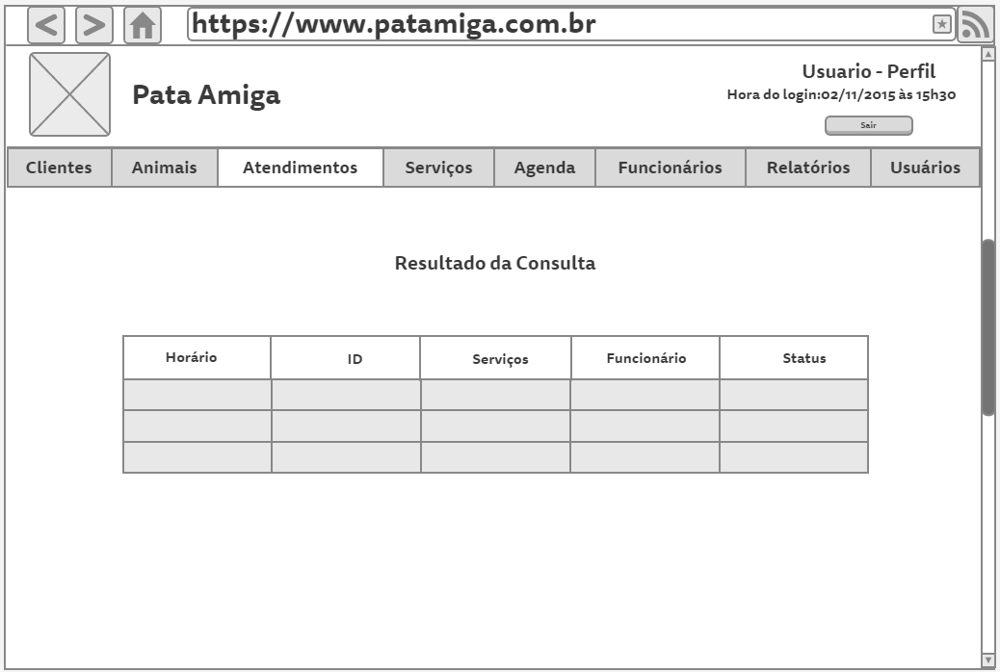 https://www.patamiga.com.br
Pata Amiga
Usuario - Perfil
Hora do login:02/11/2015 às 15h30
Sair
Clientes Animais Atendimentos Serviços Agenda Funcionários Relatórios Usuários
Resultado da Consulta
Horário ID Serviços Funcionário Status